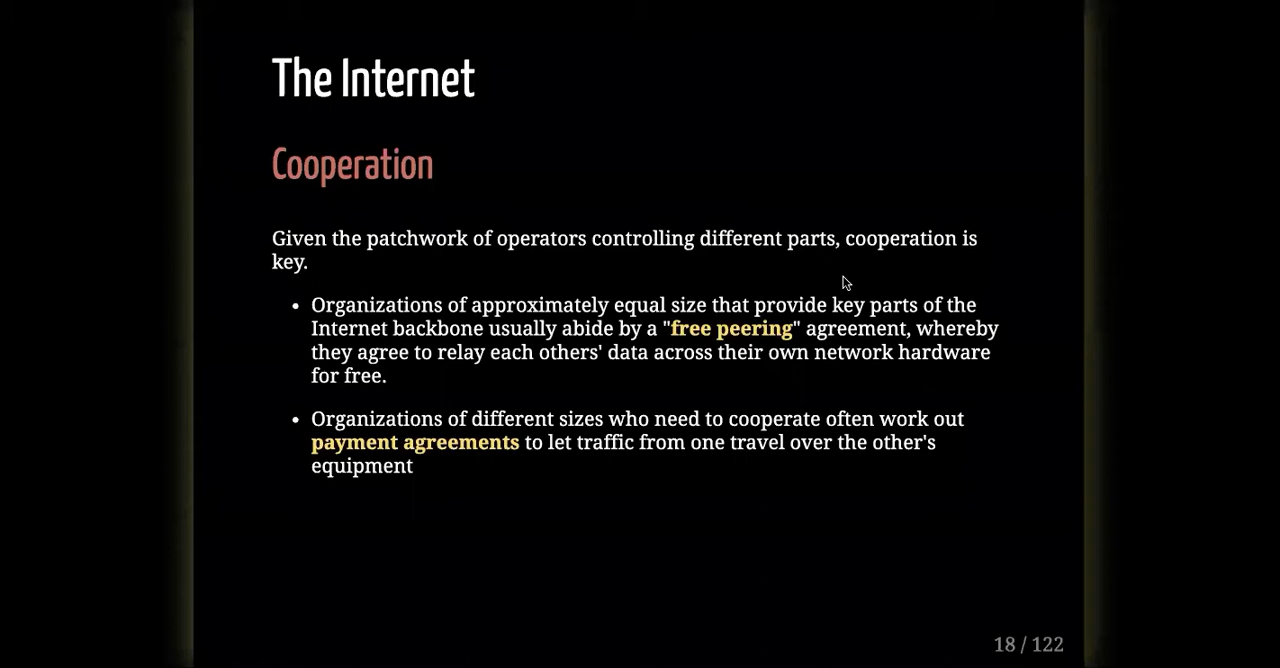 The Internet
Cooperation
Given the patchwork of operators controlling different parts, cooperation is
key.
• Organizations of approximately equal size that provide key parts of the
Internet backbone usually abide by a "free peering" agreement, whereby
they agree to relay each others' data across their own network hardware
for free.
• Organizations of different sizes who need to cooperate often work out
payment agreements to let traffic from one travel over the other's
equipment
18 / 122